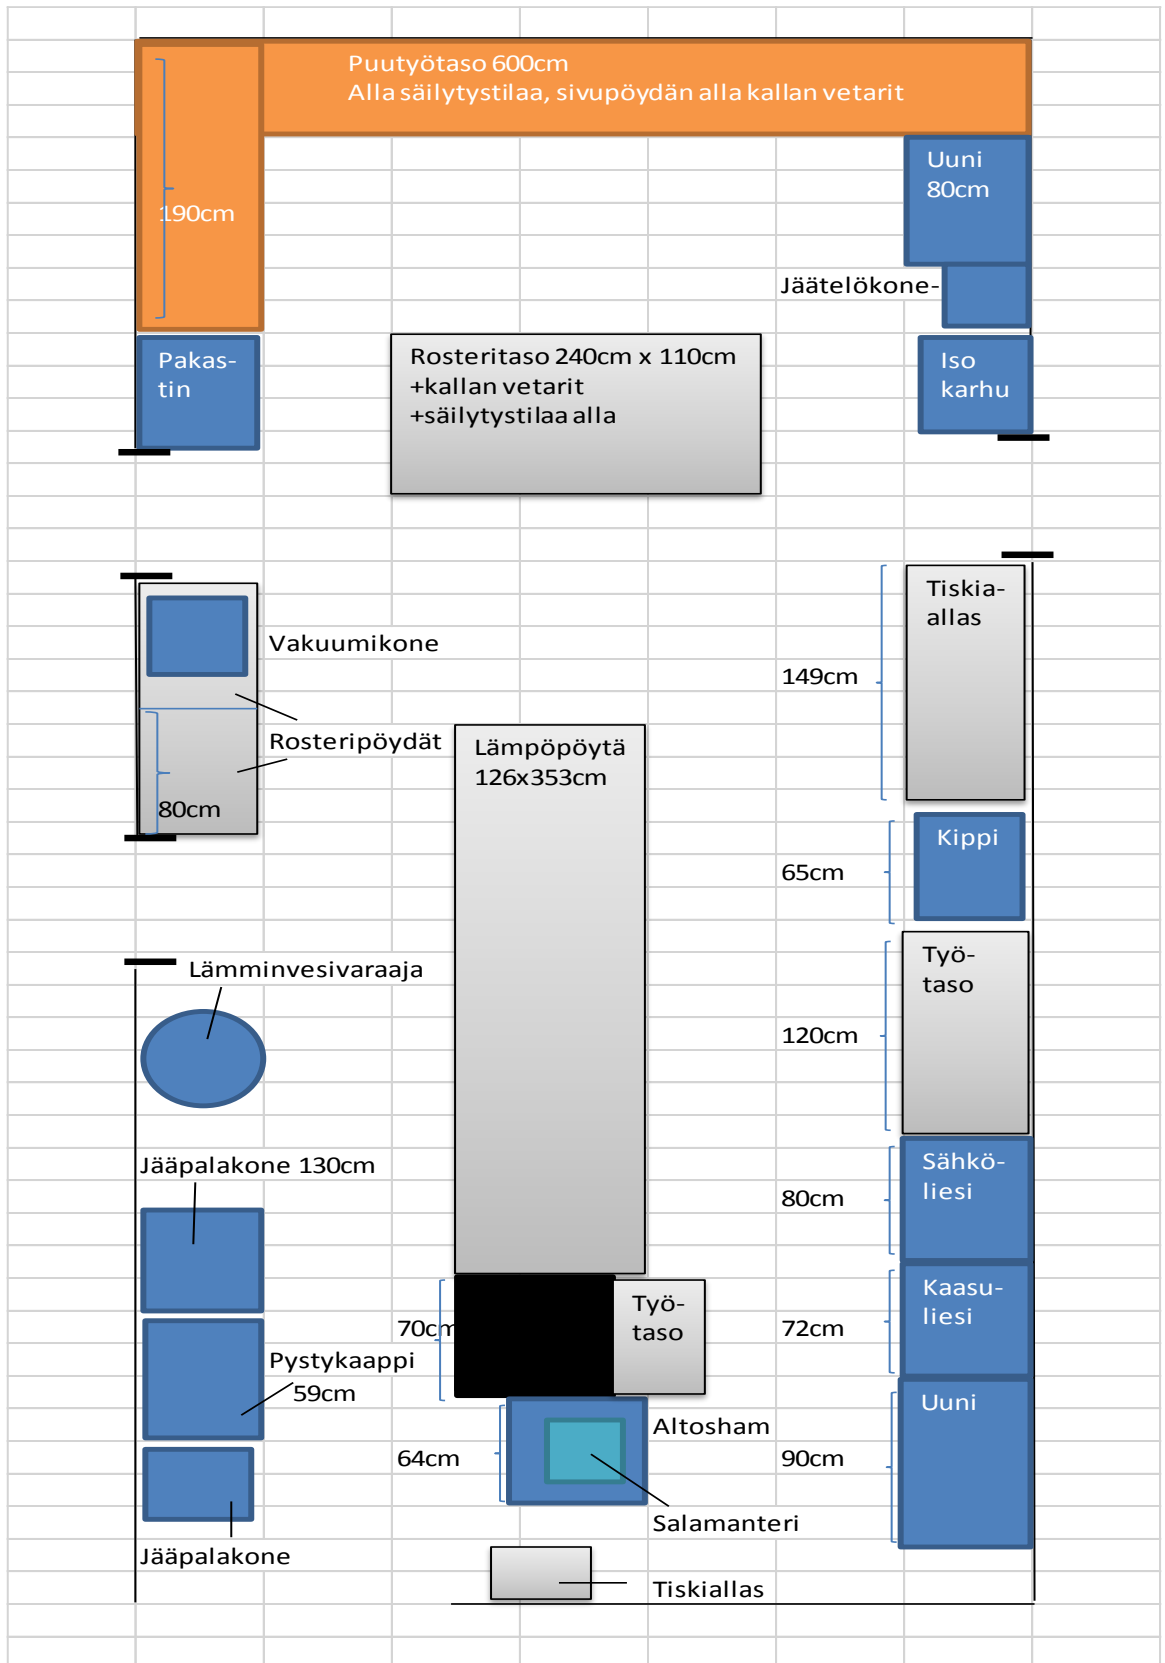 Puutyötaso 600cm
Alla säilytystilaa, sivupöydän alla kallan vetarit
190cm
Uuni
80cm
Jäätelökone-
Pakas-
tin
Rosteritaso 240cm x 110cm
+kallan vetarit
+säilytystilaa alla
Iso
karhu
Vakuumikone
Rosteripöydät
80cm
Tiskia-
allas
149cm
Lämpöpöytä
126x353cm
Kippi
65cm
Työ-
taso
120cm
Lämminvesivaraaja
Jääpalakone 130cm
Sähkö-
liesi
80cm
Kaasu-
liesi
72cm
70cm
Työ-
taso
Pystykaappi
59cm
Uuni
90cm
Altosham
64cm
Salamanteri
Jääpalakone
Tiskiallas